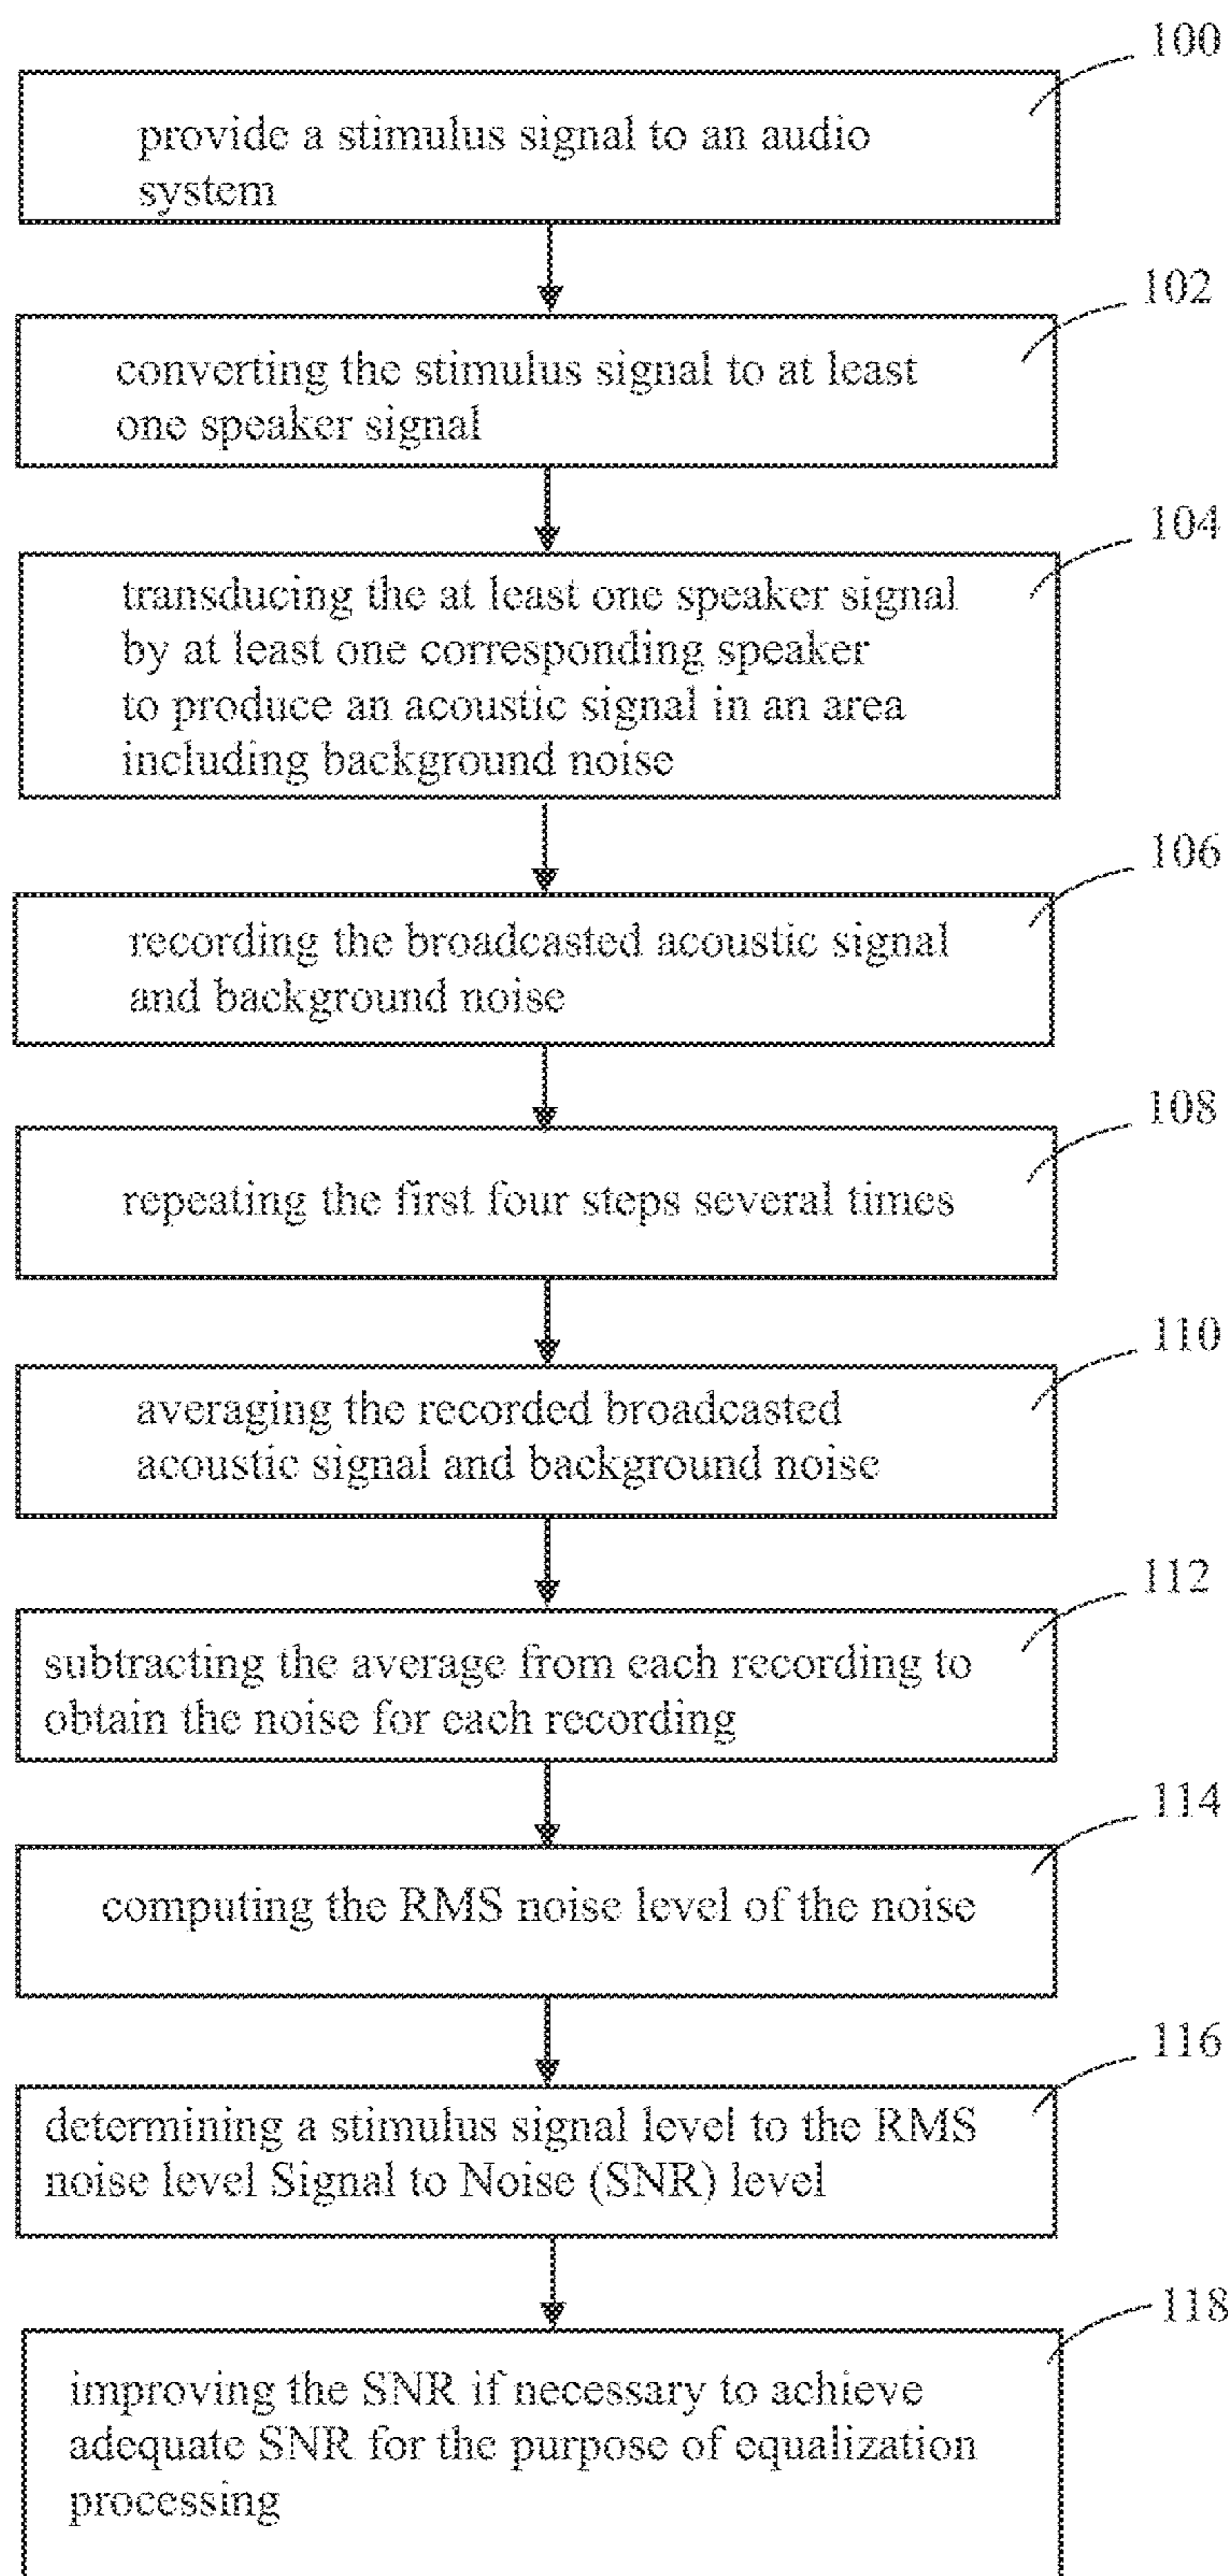 100
provide a stimulus signal to an audio
system
102
converting the stimulus signal to at least
one speaker signal
104
transducing the at least one speaker signal
by at least one corresponding speaker
to produce an acoustic signal in an area
including background noise
106
recording the broadcasted acoustic signal
and background noise
108
repeating the first four steps several times
110
averaging the recorded broadcasted
acoustic signal and background noise
112
subtracting the average from each recording to
obtain the noise for each recording
114
computing the RMS noise level of the noise
116
determining a stimulus signal level to the RMS
noise level Signal to Noise (SNR) level
118
improving the SNR if necessary to achieve
adequate SNR for the purpose of equalization
processing